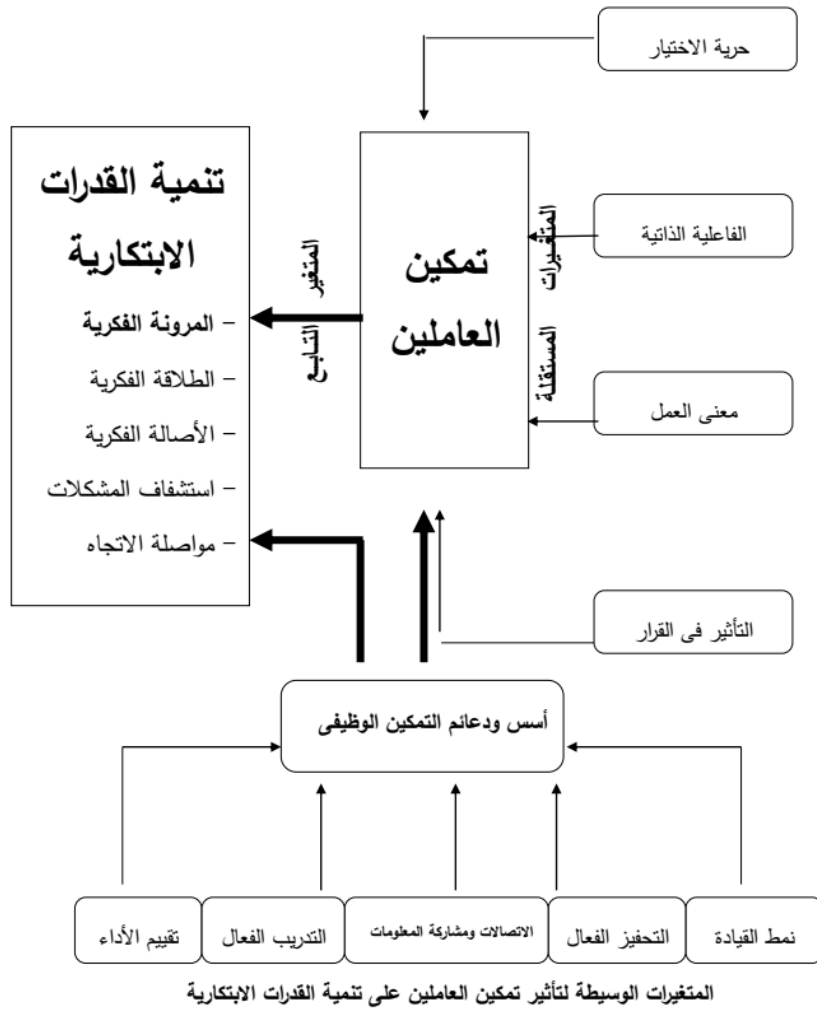 حرية الاختيار
تنمية القدرات
الابتكارية
– المرونة الفكرية
– الطلاقة الفكرية
– الأصالة الفكرية
– استشفاف المشكلات
– مواصلة الاتجاه
المتغير
التابع
تمكين
العاملين
المتغيرات
المستقلة
الفاعلية الذاتية
معنى العمل
التأثير فى القرار
أسس ودعائم التمكين الوظيفى
نمط القيادة
التحفيز الفعال
الاتصالات ومشاركة المعلومات
التدريب الفعال
تقييم الأداء
المتغيرات الوسيطة لتأثير تمكين العاملين على تنمية القدرات الابتكارية